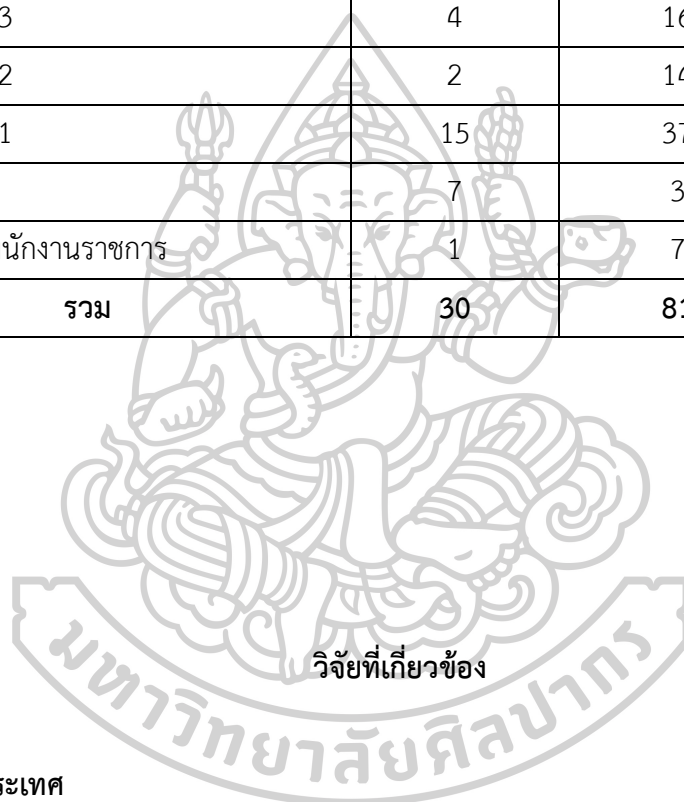 3 4 16
2 2 14
1 15 37
7 3
นักงานราชการ 1 7
รวม 30 81
วิจัยที่เกี่ยวข้อง
มหาวิทยาลัยศิลปากร
ระเทศ